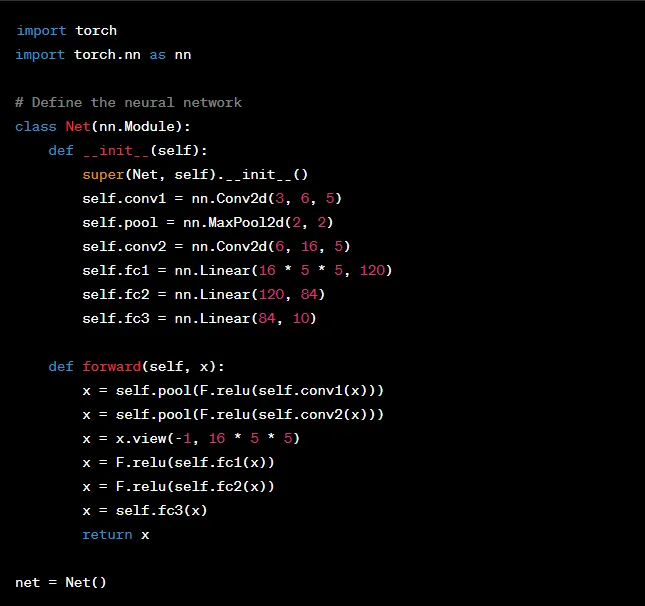 import torch
import torch.nn as nn

# Define the neural network
class Net(nn.Module):
    def __init__(self):
        super(Net, self).__init__()
        self.conv1 = nn.Conv2d(3, 6, 5)
        self.pool = nn.MaxPool2d(2, 2)
        self.conv2 = nn.Conv2d(6, 16, 5)
        self.fc1 = nn.Linear(16 * 5 * 5, 120)
        self.fc2 = nn.Linear(120, 84)
        self.fc3 = nn.Linear(84, 10)

    def forward(self, x):
        x = self.pool(F.relu(self.conv1(x)))
        x = self.pool(F.relu(self.conv2(x)))
        x = x.view(-1, 16 * 5 * 5)
        x = F.relu(self.fc1(x))
        x = F.relu(self.fc2(x))
        x = self.fc3(x)
        return x

net = Net()